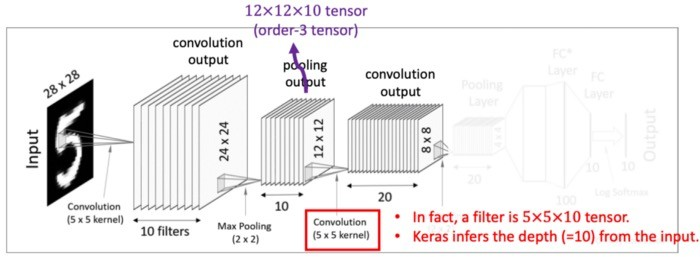 12×12×10 tensor
(order-3 tensor)
convolution
output
pooling
output
convolution
output
Pooling
Layer
FC*
Layer
FC
Layer
28 × 28
Input
5
24 × 24
12 × 12
8 × 8
4 x 4
Output
Convolution
(5 x 5 kernel)
10 filters
Max Pooling
(2 x 2)
10
Convolution
(5 x 5 kernel)
20
20
100
10
10
Log Softmax
• In fact, a filter is 5×5×10 tensor.
• Keras infers the depth (=10) from the input.